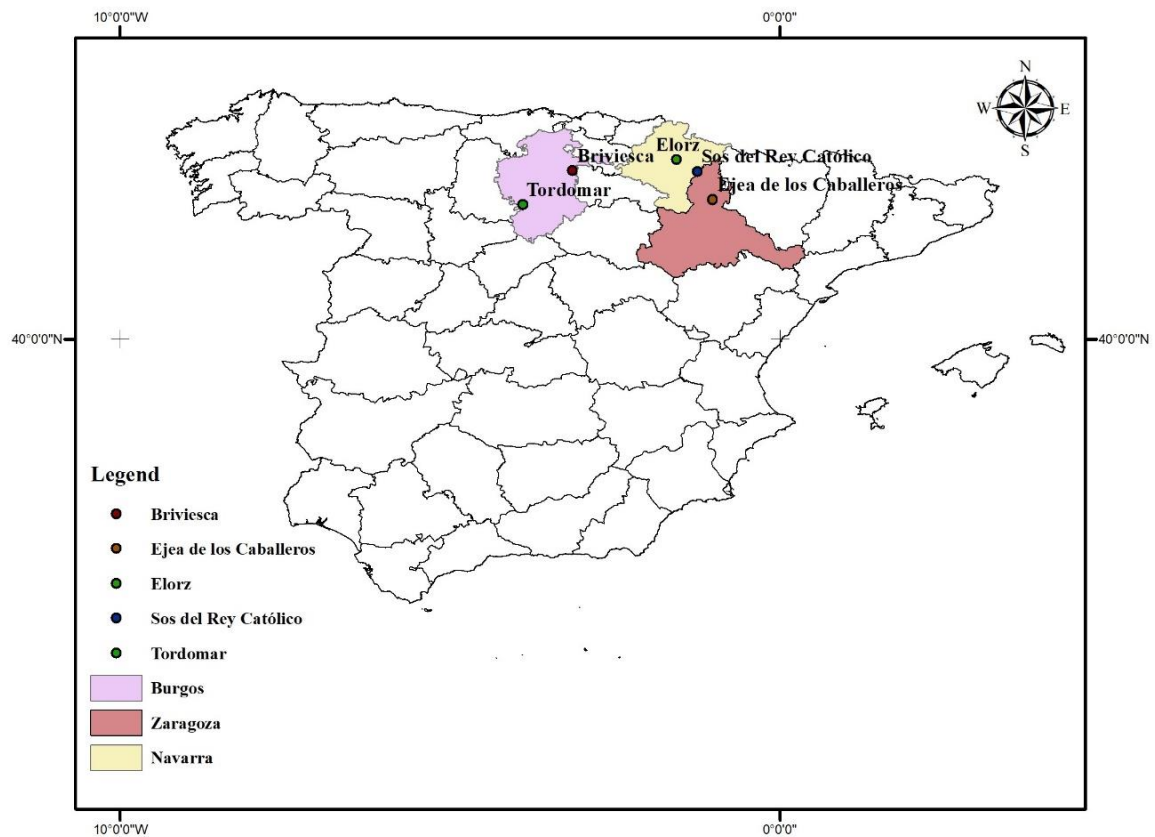 10°0'0"W
0°0'0"
N
W
E
S
Elorz
Briviesca
Sos del Rey Católico
Ejea de los Caballeros
Tordomar
40°0'0"N
40°0'0"N
Legend
Briviesca
Ejea de los Caballeros
Elorz
Sos del Rey Católico
Tordomar
Burgos
Zaragoza
Navarra
10°0'0"W
0°0'0"